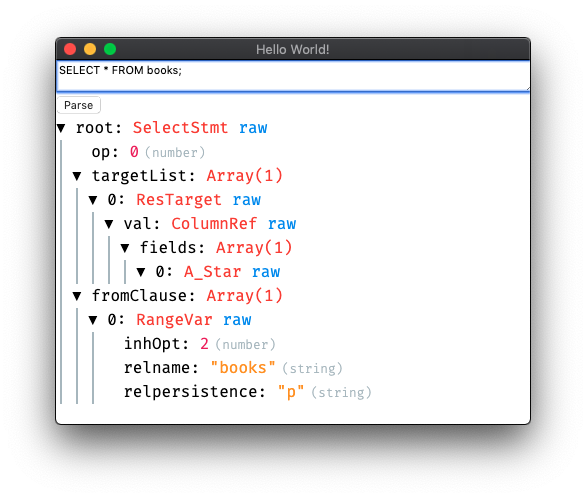 Hello World!
SELECT * FROM books;
Parse
▼ root: SelectStmt raw
op: 0 (number)
▼ targetList: Array(1)
▼ 0: ResTarget raw
▼ val: ColumnRef raw
▼ fields: Array(1)
▼ 0: A_Star raw
▼ fromClause: Array(1)
▼ 0: RangeVar raw
inhOpt: 2 (number)
relname: "books" (string)
relpersistence: "p" (string)